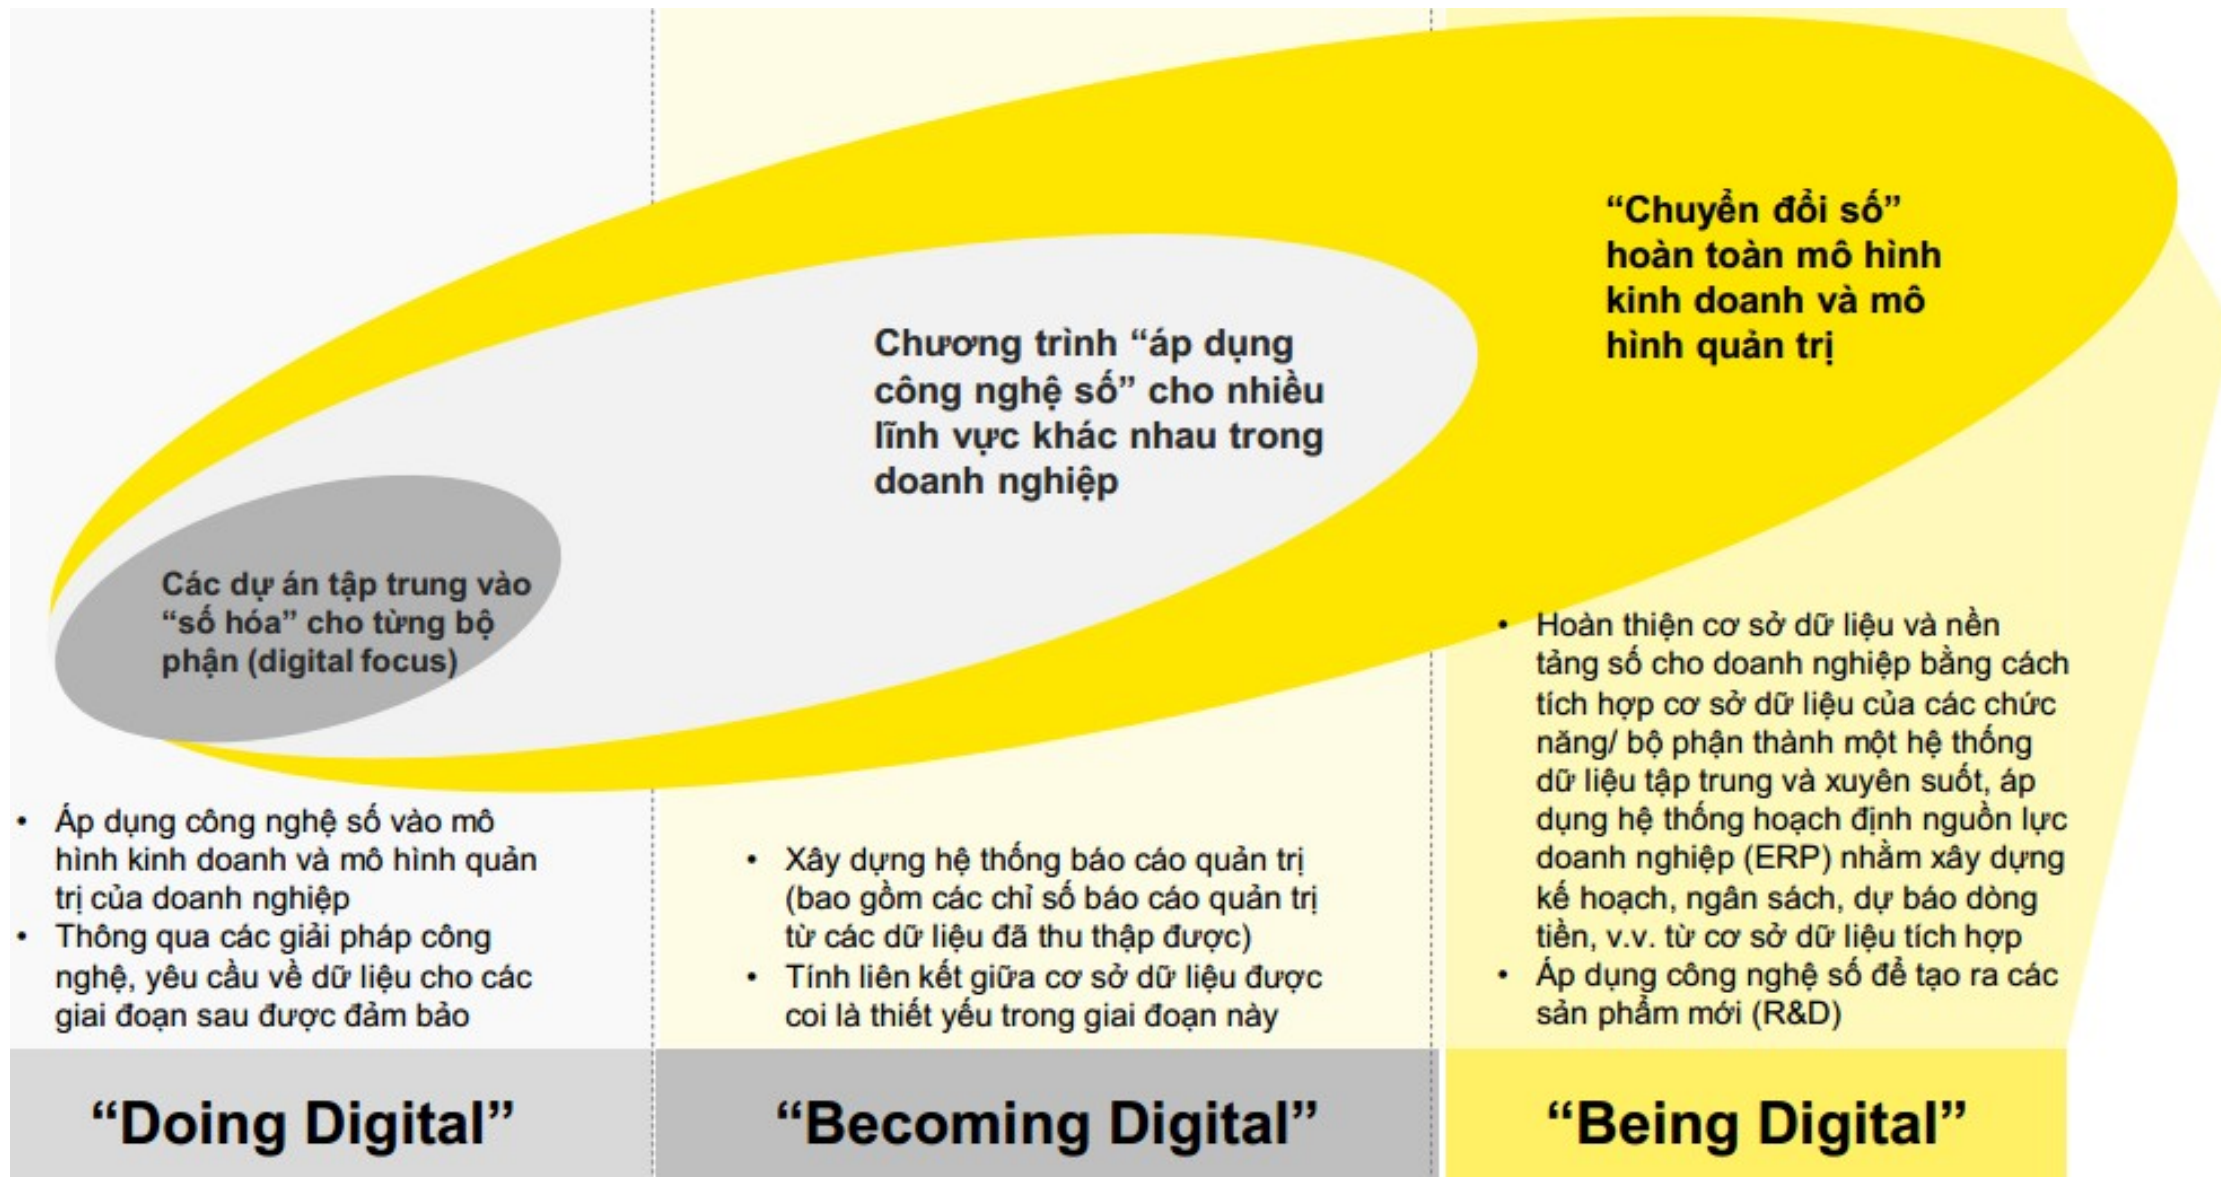 “Chuyển đổi số”
hoàn toàn mô hình
kinh doanh và mô
hình quản trị
Chương trình “áp dụng
công nghệ số” cho nhiều
lĩnh vực khác nhau trong
doanh nghiệp
Các dự án tập trung vào
“số hóa” cho từng bộ
phận (digital focus)
• Áp dụng công nghệ số vào mô
hình kinh doanh và mô hình quản
trị của doanh nghiệp
• Thông qua các giải pháp công
nghệ, yêu cầu về dữ liệu cho các
giai đoạn sau được đảm bảo
• Xây dựng hệ thống báo cáo quản trị
(bao gồm các chỉ số báo cáo quản trị
từ các dữ liệu đã thu thập được)
• Tính liên kết giữa cơ sở dữ liệu được
coi là thiết yếu trong giai đoạn này
• Hoàn thiện cơ sở dữ liệu và nền
tảng số cho doanh nghiệp bằng cách
tích hợp cơ sở dữ liệu của các chức
năng/ bộ phận thành một hệ thống
dữ liệu tập trung và xuyên suốt, áp
dụng hệ thống hoạch định nguồn lực
doanh nghiệp (ERP) nhằm xây dựng
kế hoạch, ngân sách, dự báo dòng
tiền, v.v. từ cơ sở dữ liệu tích hợp
• Áp dụng công nghệ số để tạo ra các
sản phẩm mới (R&D)
“Doing Digital”
“Becoming Digital”
“Being Digital”